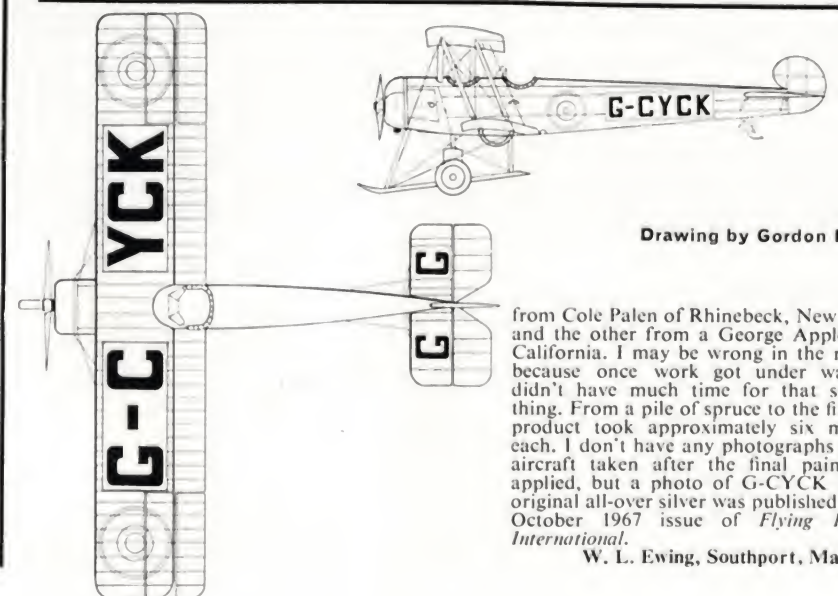 G-C YCK
G-CYCK
G G
Drawing by Gordon
from Cole Palen of Rhinebeck, New
and the other from a George Appl
California. I may be wrong in the
because once work got under wa
didn't have much time for that s
thing. From a pile of spruce to the fi
product took approximately six m
each. I don't have any photographs
aircraft taken after the final pain
applied, but a photo of G-CYCK
original all-over silver was published
October 1967 issue of Flying
International.
W. L. Ewing, Southport, Ma